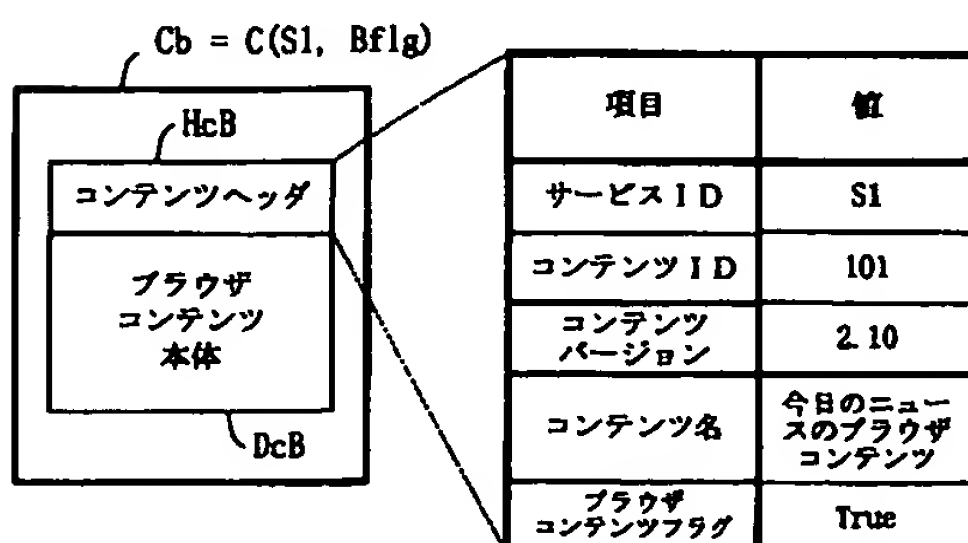 Cb = C(S1, Bflg)
HcB
コンテンツヘッダ
ブラウザ
コンテンツ
本体
DcB
項目
値
サービスID
S1
コンテンツID
101
コンテンツ
バージョン
2.10
コンテンツ名
今日のニュー
スのブラウザ
コンテンツ
ブラウザ
コンテンツフラグ
True